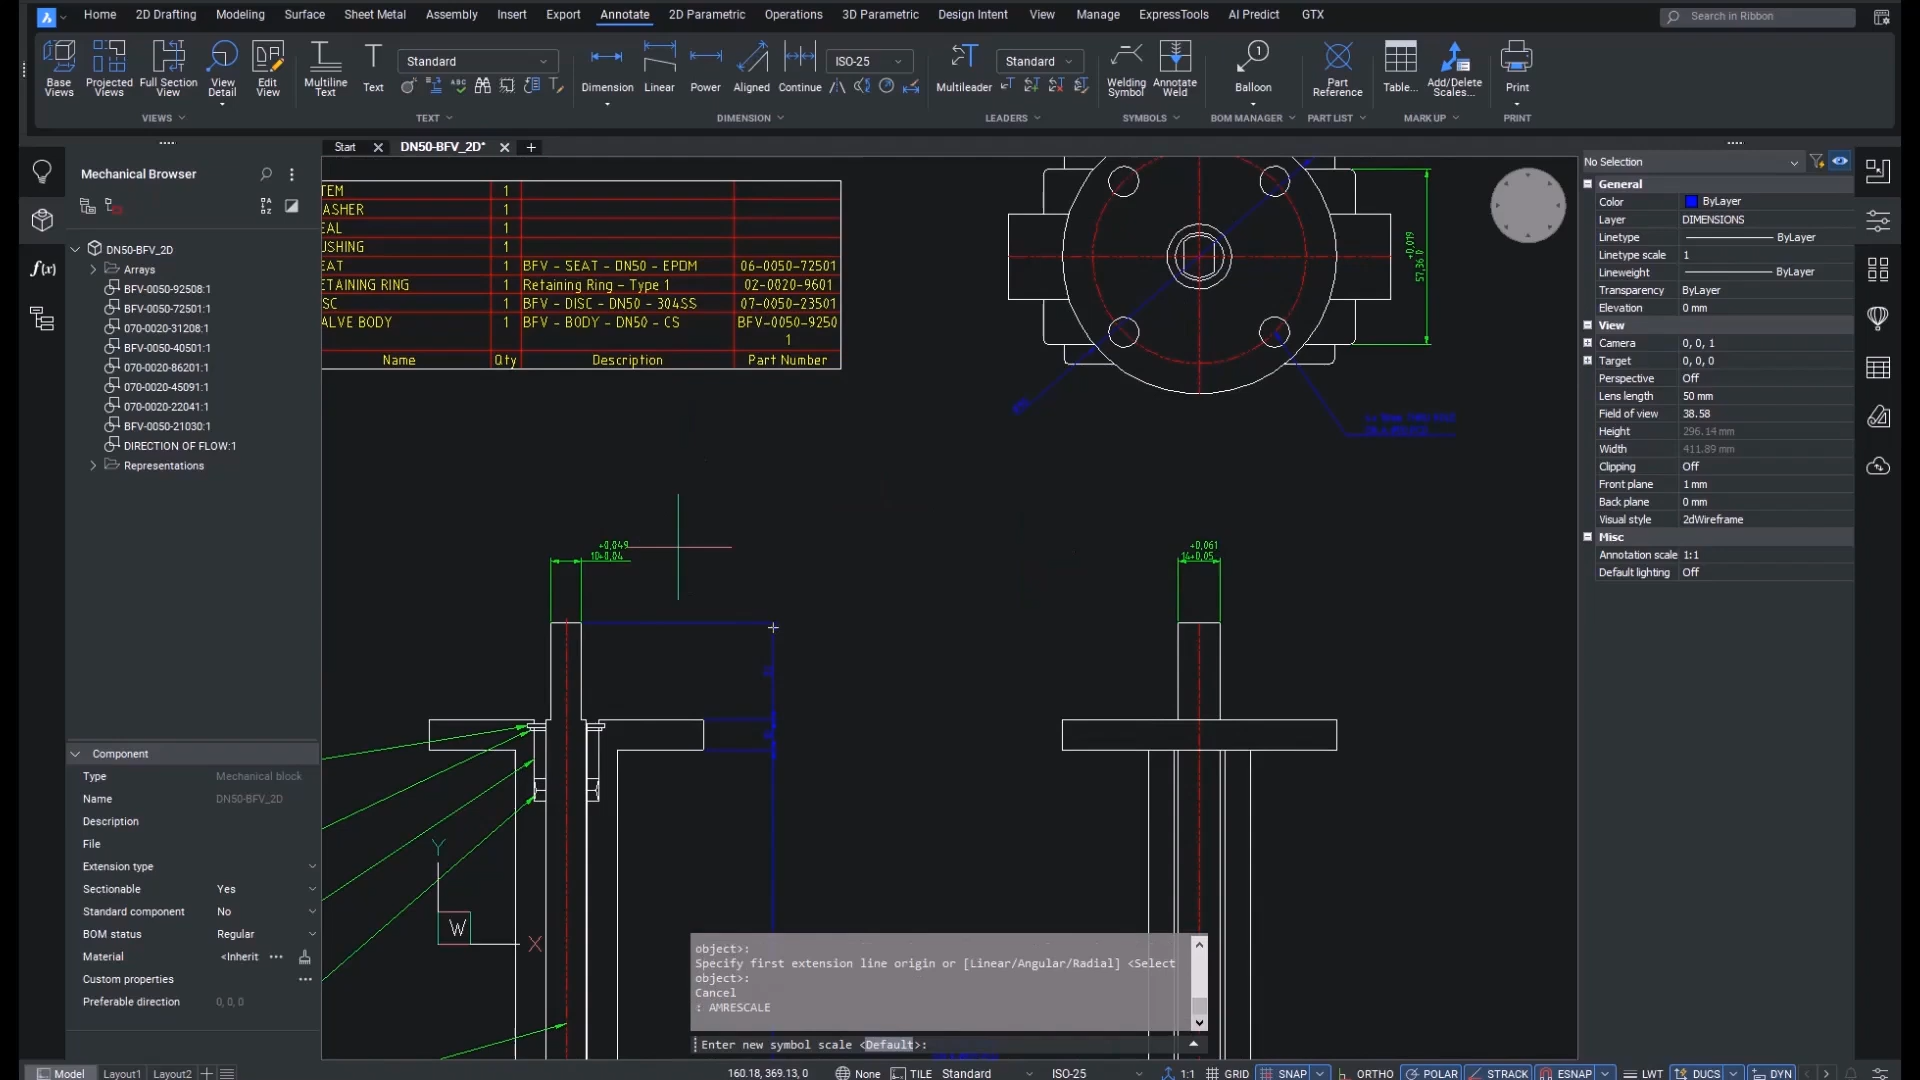 Home 2D Drafting Modeling Surface Sheet Metal Assembly Insert Export Annotate 2D Parametric Operations 3D Parametric Design Intent View Manage ExpressTools AI Predict GTX Search in Ribbon
Base Views
Projected Views
Full Section View
View Detail
Edit View
Multiline Text
Text
Standard
Dimension
Linear
Power
Aligned
Continue
ISO-25
Multileader
Standard
Welding Symbol
Annotate Weld
Balloon
Part Reference
Table...
Add/Delete Scales...
Print
VIEWS TEXT DIMENSION LEADERS SYMBOLS BOM MANAGER PART LIST MARK UP PRINT
Start DN50-BFV_2D*
Mechanical Browser
DN50-BFV_2D
Arrays
BFV-0050-92508:1
BFV-0050-72501:1
070-0020-31208:1
BFV-0050-40501:1
070-0020-86201:1
070-0020-45091:1
070-0020-22041:1
BFV-0050-21030:1
DIRECTION OF FLOW:1
Representations
Component
Type Mechanical block
Name DN50-BFV_2D
Description
File
Extension type
Sectionable Yes
Standard component No
BOM status Regular
Material <Inherit
Custom properties
Preferable direction 0, 0, 0
TEM 1
ASHER 1
EAL 1
USHING 1
EAT 1 BFV - SEAT - DN50 - EPDM 06-0050-72501
ETAINING RING 1 Retaining Ring - Type 1 02-0020-9601
ISC 1 BFV - DISC - DN50 - 304SS 07-0050-23501
ALVE BODY 1 BFV - BODY - DN50 - CS BFV-0050-9250
1
Name Qty Description Part Number
+0,019
57,36 0
+0,049
10+0,04
+0,061
14+0,05
Y
W
X
object>:
Specify first extension line origin or [Linear/Angular/Radial] <Select
object>:
Cancel
: AMRESCALE
Enter new symbol scale <Default>:
No Selection
General
Color ByLayer
Layer DIMENSIONS
Linetype ByLayer
Linetype scale 1
Lineweight ByLayer
Transparency ByLayer
Elevation 0 mm
View
Camera 0, 0, 1
Target 0, 0, 0
Perspective Off
Lens length 50 mm
Field of view 38.58
Height 296.14 mm
Width 411.89 mm
Clipping Off
Front plane 1 mm
Back plane 0 mm
Visual style 2dWireframe
Misc
Annotation scale 1:1
Default lighting Off
Model Layout1 Layout2 160.18, 369.13, 0 None TILE Standard ISO-25 1:1 GRID SNAP ORTHO POLAR STRACK ESNAP LWT DUCS DYN